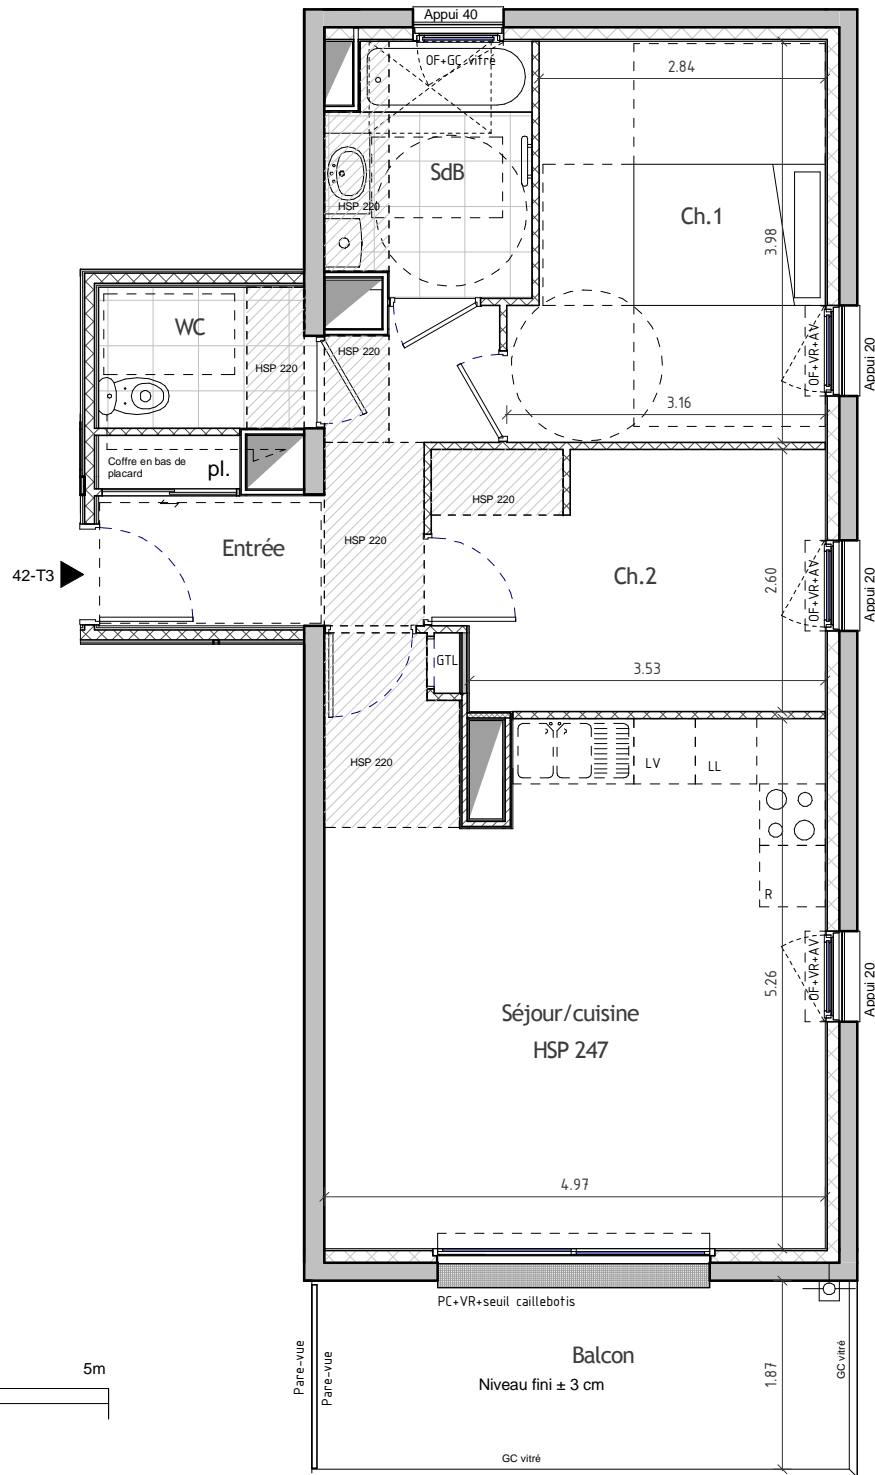 Appui 40
OF+GC vitré
2.84
SdB
HSP 220
Ch.1
3.98
WC
HSP 220
HSP 220
OF+VR+AV
Appui 20
3.16
Coffre en bas de
placard
pl.
HSP 220
Entrée
HSP 220
42-T3
Ch.2
OF+VR+AV
Appui 20
2.60
GTL
3.53
HSP 220
LV
LL
R
OF+VR+AV
Appui 20
5.26
Séjour/cuisine
HSP 247
4.97
PC+VR+seuil caillebotis
Pare-vue
Pare-vue
Balcon
Niveau fini ± 3 cm
1.87
GC vitré
GC vitré
5m